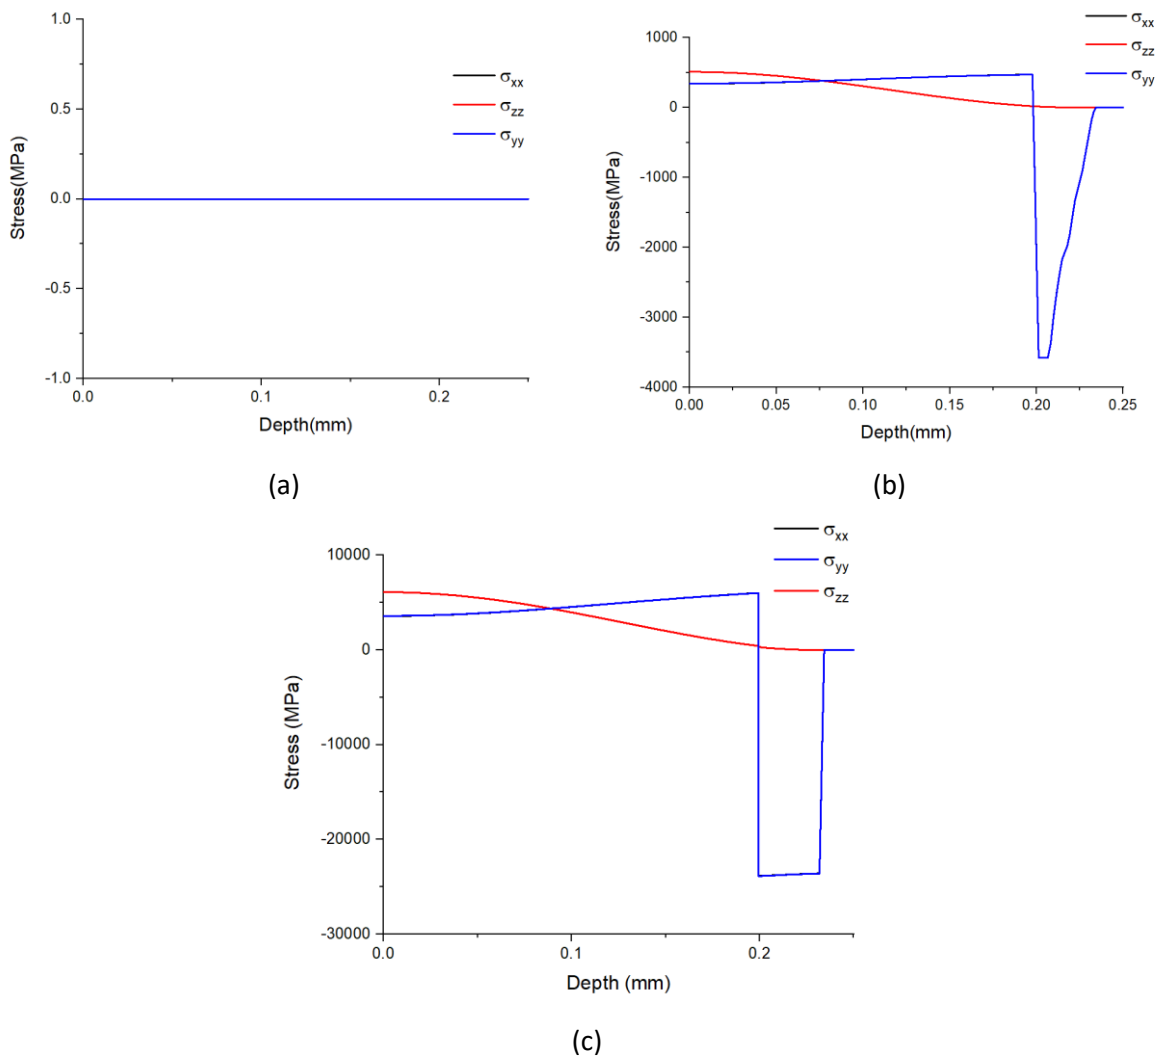 1.0
0.5
0.0
-0.5
-1.0
Stress(MPa)
0.0 0.1 0.2
Depth(mm)
σxx
σzz
σyy
(a)
1000
0
-1000
-2000
-3000
-4000
Stress(MPa)
0.00 0.05 0.10 0.15 0.20 0.25
Depth(mm)
σxx
σzz
σyy
(b)
10000
0
-10000
-20000
-30000
Stress (MPa)
0.0 0.1 0.2
Depth (mm)
σxx
σyy
σzz
(c)